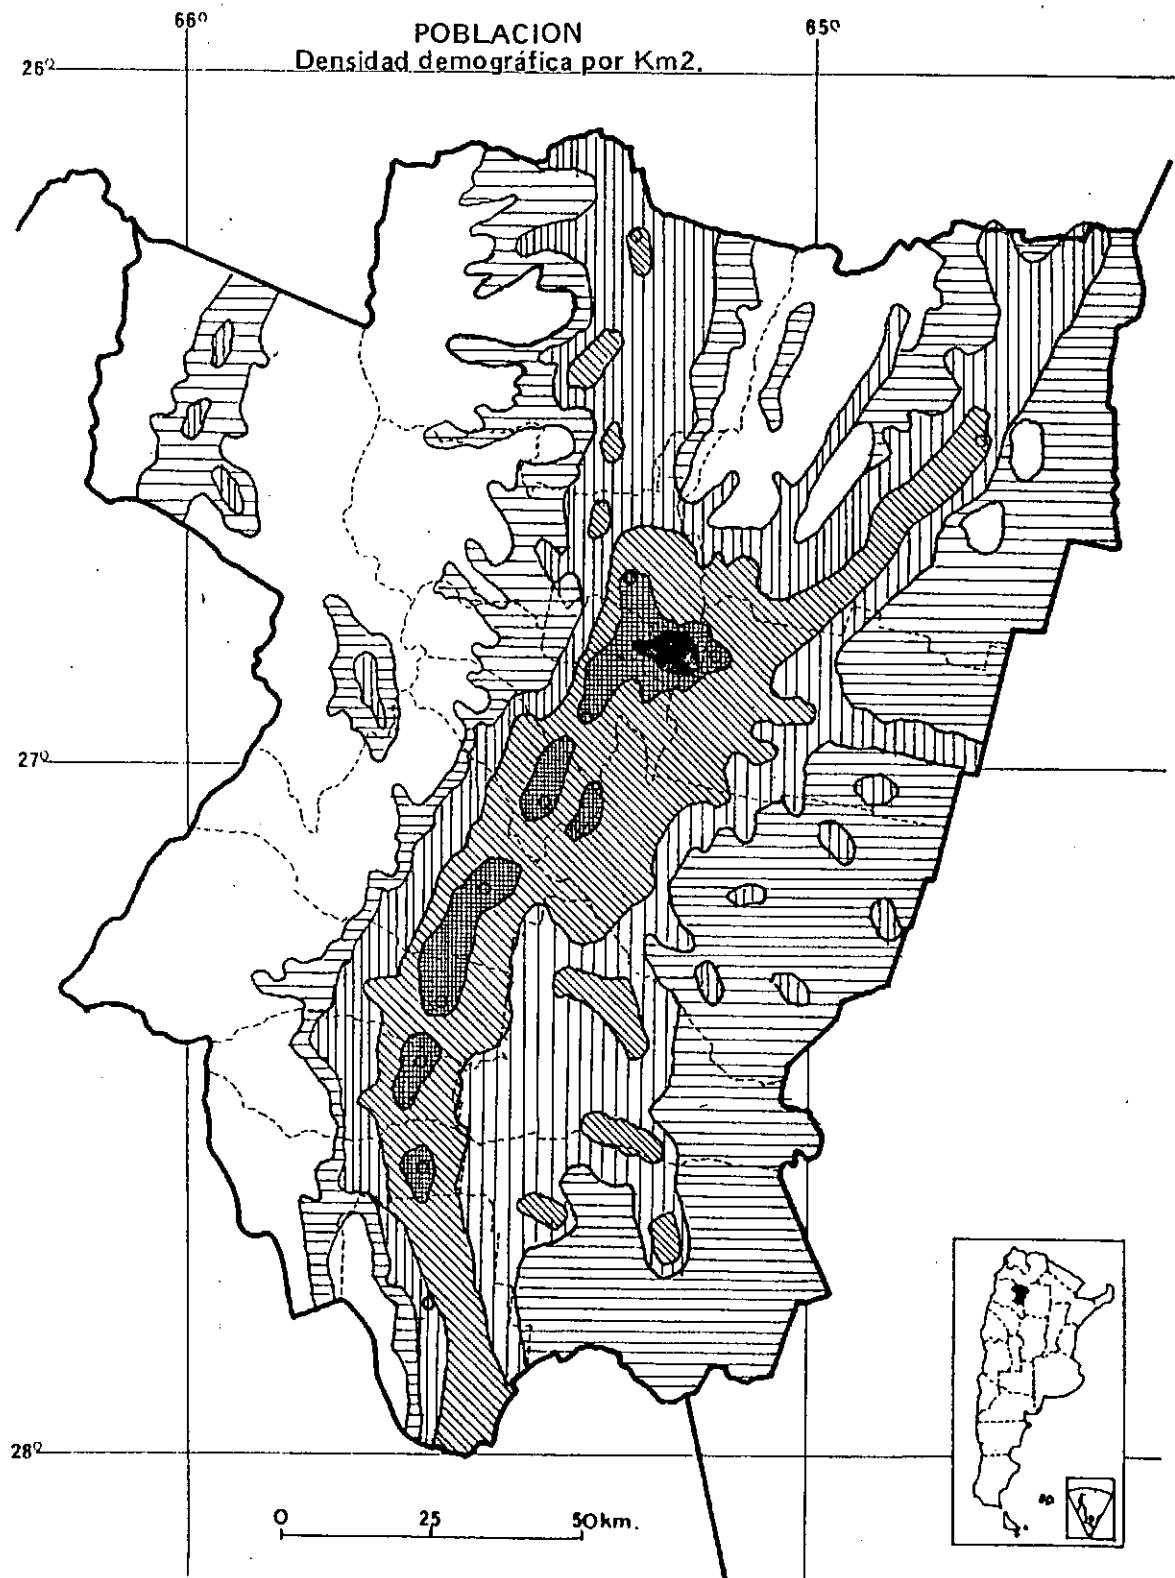 66º
POBLACION
65º
26º
Densidad demográfica por Km2.
27º
28º
0 25 50km.